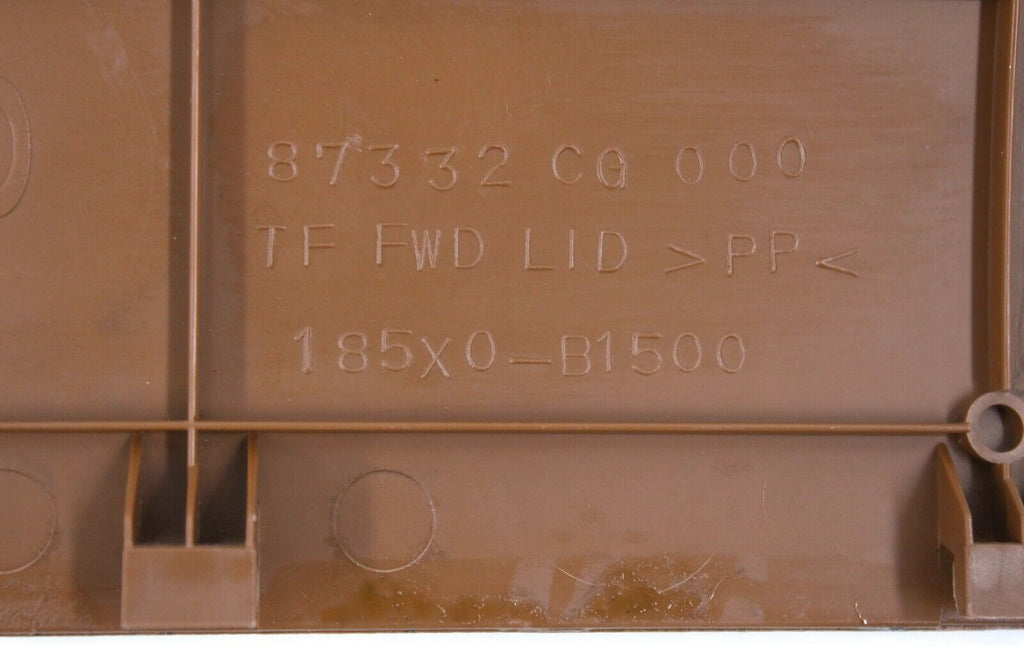 87332 CG 000
TF FWD LID >PP<
185X0-B1500